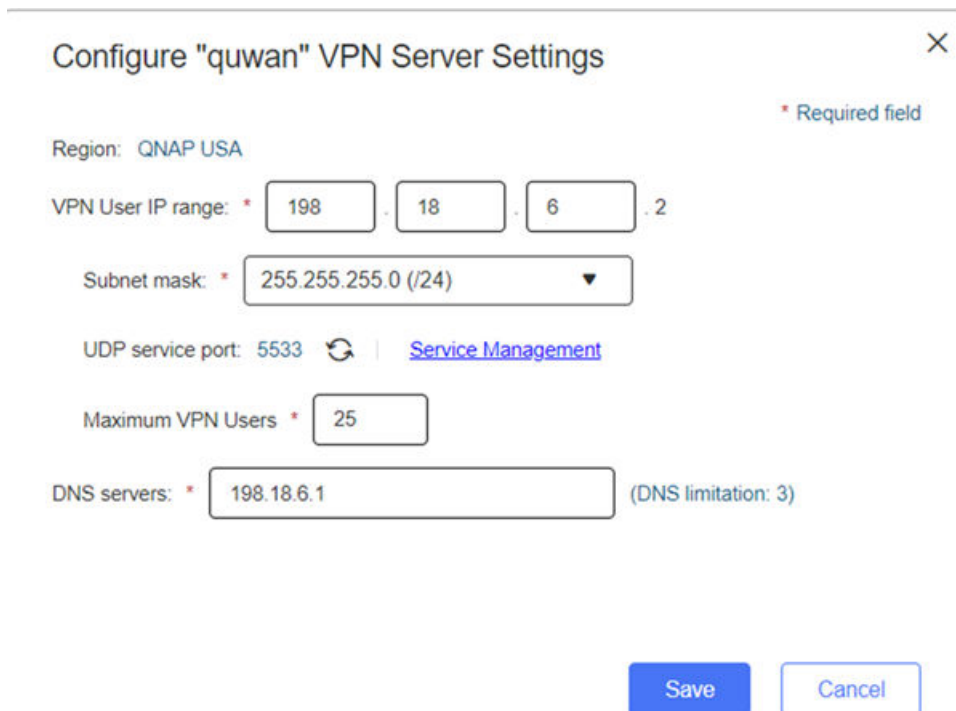 Configure "quwan" VPN Server Settings
* Required field
Region: QNAP USA
VPN User IP range: * 198 . 18 . 6 . 2
Subnet mask: * 255.255.255.0 (/24)
UDP service port: 5533 Service Management
Maximum VPN Users * 25
DNS servers: * 198.18.6.1 (DNS limitation: 3)
Save Cancel